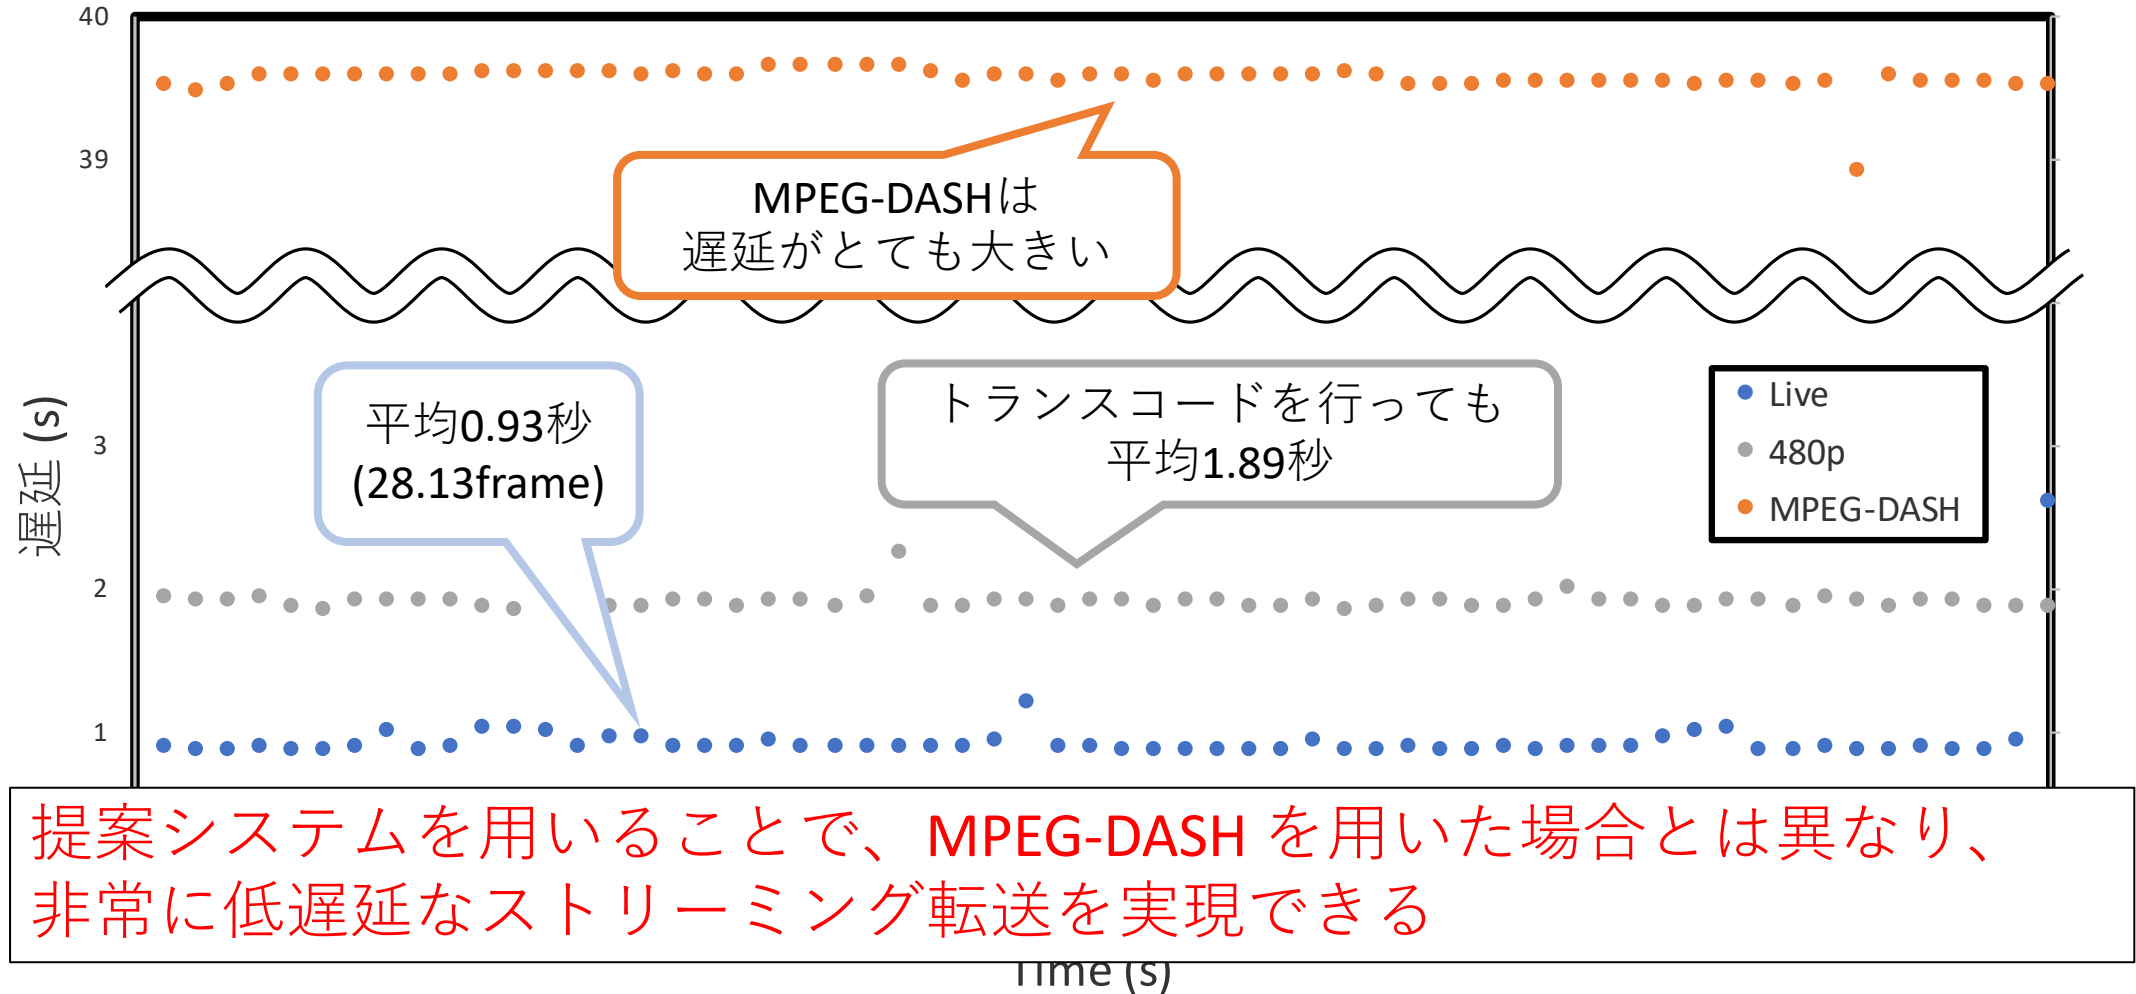 40
39
MPEG-DASHは
遅延がとても大きい
平均0.93秒
(28.13frame)
トランスコードを行っても
平均1.89秒
Live
480p
MPEG-DASH
遅延 (s)
3
2
1
提案システムを用いることで、MPEG-DASH を用いた場合とは異なり、
非常に低遅延なストリーミング転送を実現できる
Time (s)